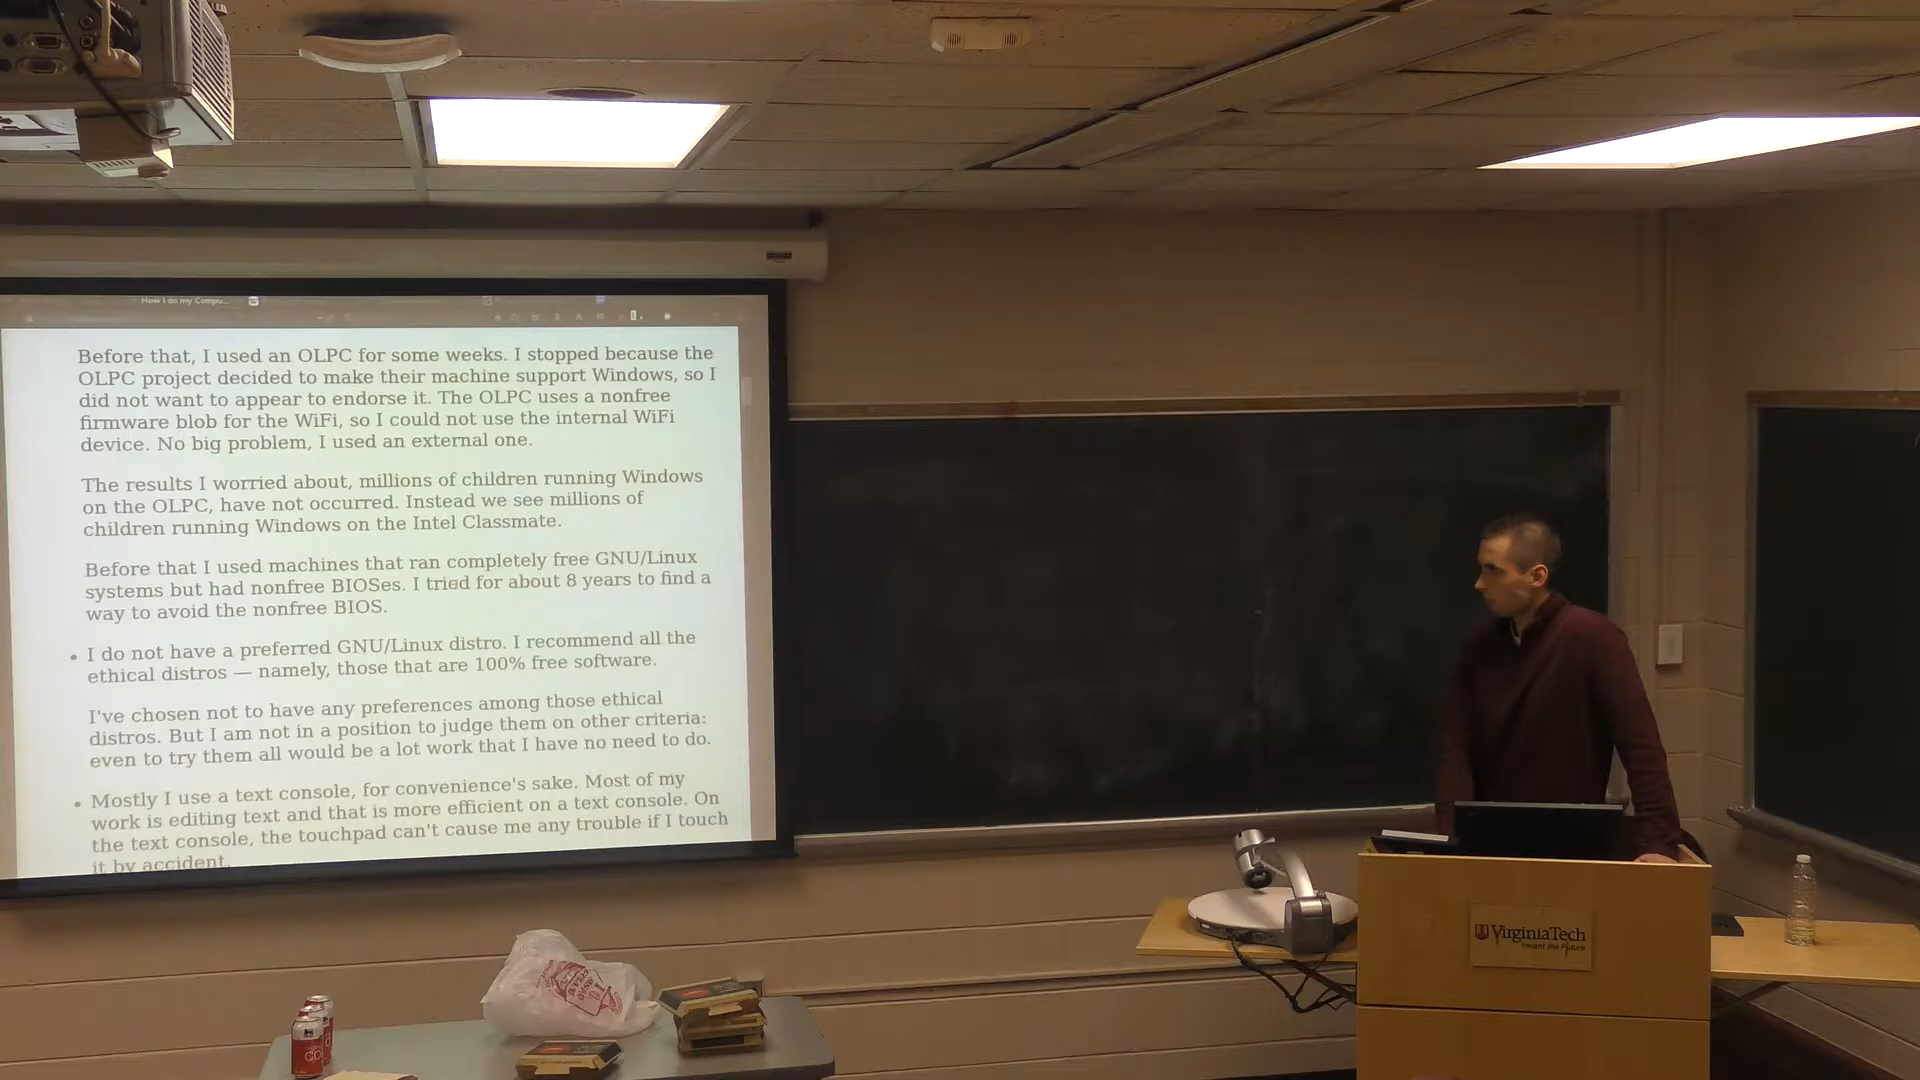 How I do my Compu...
Before that, I used an OLPC for some weeks. I stopped because the
OLPC project decided to make their machine support Windows, so I
did not want to appear to endorse it. The OLPC uses a nonfree
firmware blob for the WiFi, so I could not use the internal WiFi
device. No big problem, I used an external one.
The results I worried about, millions of children running Windows
on the OLPC, have not occurred. Instead we see millions of
children running Windows on the Intel Classmate.
Before that I used machines that ran completely free GNU/Linux
systems but had nonfree BIOSes. I tried for about 8 years to find a
way to avoid the nonfree BIOS.
• I do not have a preferred GNU/Linux distro. I recommend all the
ethical distros — namely, those that are 100% free software.
I've chosen not to have any preferences among those ethical
distros. But I am not in a position to judge them on other criteria:
even to try them all would be a lot work that I have no need to do.
• Mostly I use a text console, for convenience's sake. Most of my
work is editing text and that is more efficient on a text console. On
the text console, the touchpad can't cause me any trouble if I touch
it by accident.
VirginiaTech
Invent the Future